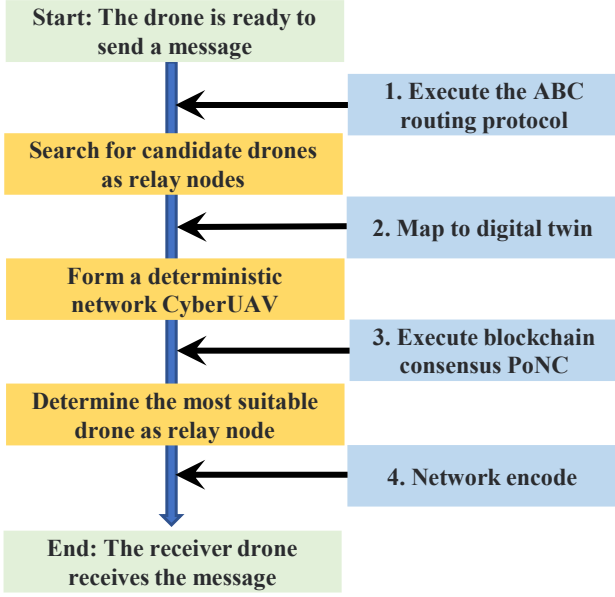 Start: The drone is ready to
send a message
1. Execute the ABC
routing protocol
Search for candidate drones
as relay nodes
2. Map to digital twin
Form a deterministic
network CyberUAV
3. Execute blockchain
consensus PoNC
Determine the most suitable
drone as relay node
4. Network encode
End: The receiver drone
receives the message